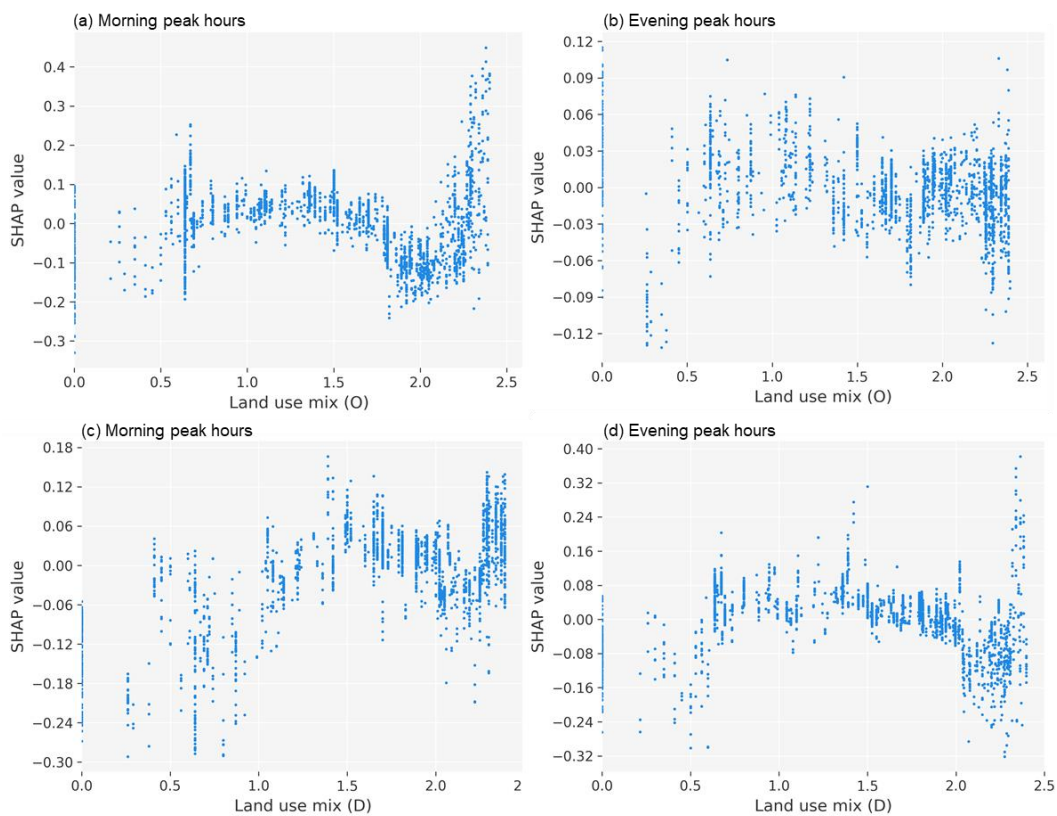 (a) Morning peak hours
0.4
0.3
0.2
0.1
0.0
−0.1
−0.2
−0.3
SHAP value
0.0 0.5 1.0 1.5 2.0 2.5
Land use mix (O)
(b) Evening peak hours
0.12
0.09
0.06
0.03
0.00
−0.03
−0.06
−0.09
−0.12
SHAP value
0.0 0.5 1.0 1.5 2.0 2.5
Land use mix (O)
(c) Morning peak hours
0.18
0.12
0.06
0.00
−0.06
−0.12
−0.18
−0.24
−0.30
SHAP value
0.0 0.5 1.0 1.5 2.0 2
Land use mix (D)
(d) Evening peak hours
0.40
0.32
0.24
0.16
0.08
0.00
−0.08
−0.16
−0.24
−0.32
SHAP value
0.0 0.5 1.0 1.5 2.0 2.5
Land use mix (D)